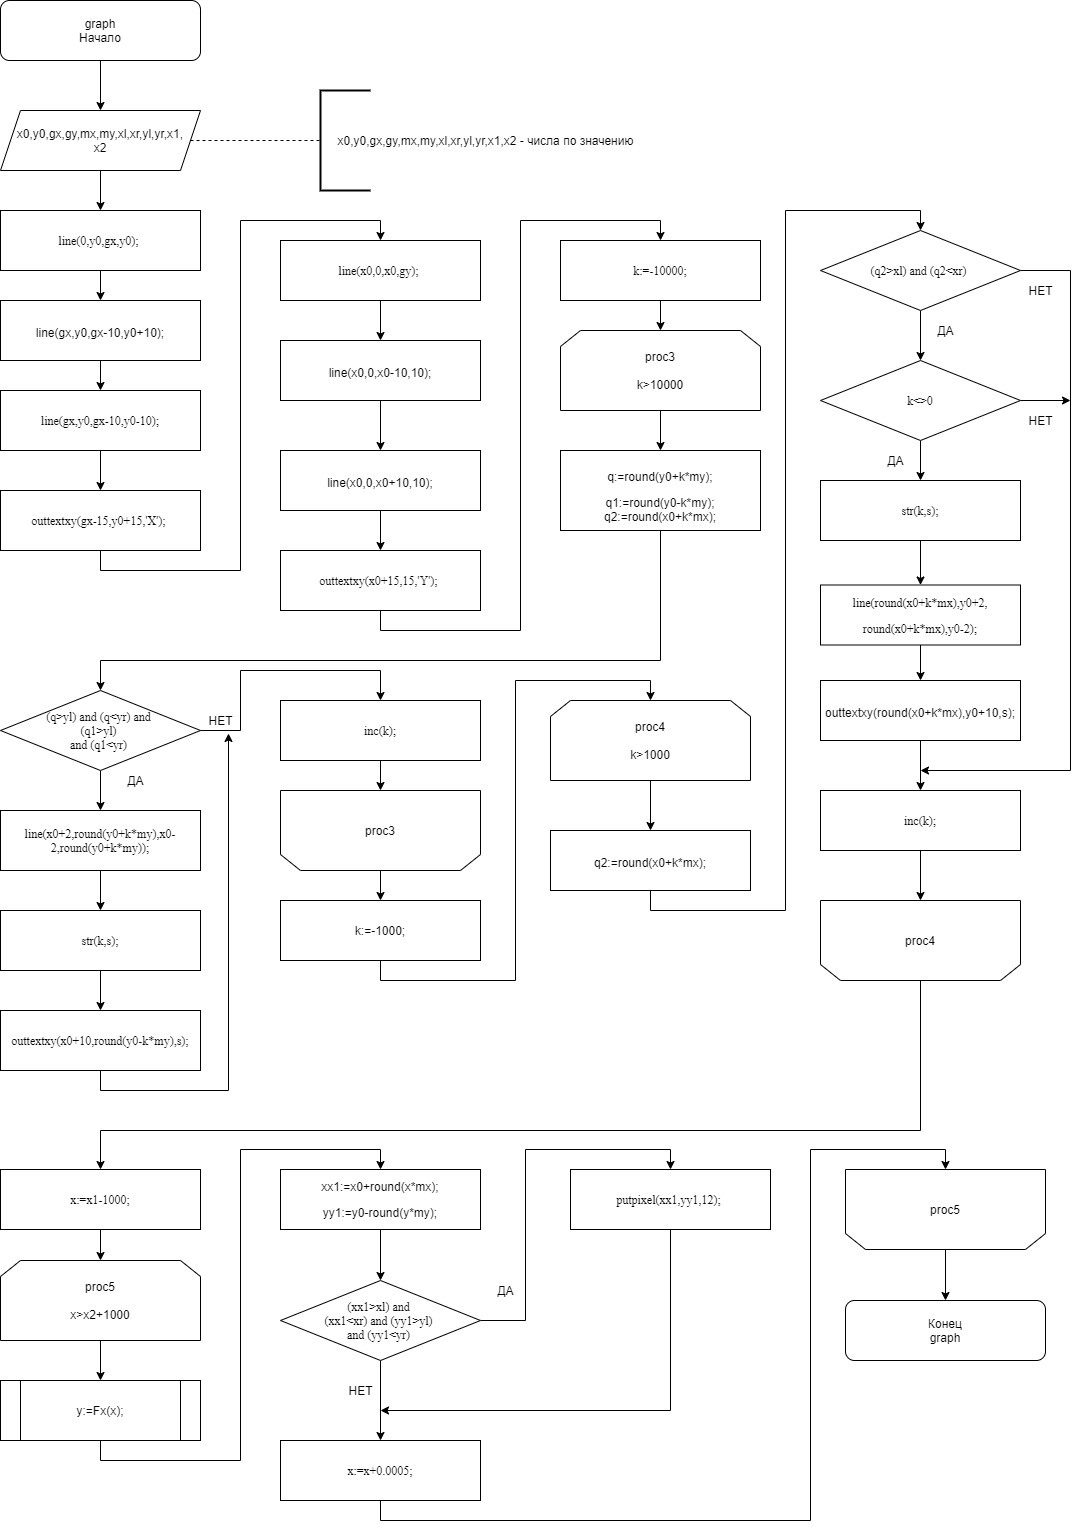 graph
Начало
x0,y0,gx,gy,mx,my,xl,xr,yl,yr,x1,
x2
x0,y0,gx,gy,mx,my,xl,xr,yl,yr,x1,x2 - числа по значению
line(0,y0,gx,y0);
line(gx,y0,gx-10,y0+10);
line(gx,y0,gx-10,y0-10);
outtextxy(gx-15,y0+15,'X');
line(x0,0,x0,gy);
line(x0,0,x0-10,10);
line(x0,0,x0+10,10);
outtextxy(x0+15,15,'Y');
k:=-10000;
proc3
k>10000
q:=round(y0+k*my);
q1:=round(y0-k*my);
q2:=round(x0+k*mx);
(q>yl) and (q<yr) and
(q1>yl)
and (q1<yr)
НЕТ
ДА
line(x0+2,round(y0+k*my),x0-
2,round(y0+k*my));
str(k,s);
outtextxy(x0+10,round(y0-k*my),s);
inc(k);
proc3
k:=-1000;
proc4
k>1000
q2:=round(x0+k*mx);
(q2>xl) and (q2<xr)
НЕТ
ДА
k<>0
НЕТ
ДА
str(k,s);
line(round(x0+k*mx),y0+2,
round(x0+k*mx),y0-2);
outtextxy(round(x0+k*mx),y0+10,s);
inc(k);
proc4
x:=x1-1000;
proc5
x>x2+1000
y:=Fx(x);
xx1:=x0+round(x*mx);
yy1:=y0-round(y*my);
(xx1>xl) and
(xx1<xr) and (yy1>yl)
and (yy1<yr)
ДА
НЕТ
putpixel(xx1,yy1,12);
x:=x+0.0005;
proc5
Конец
graph